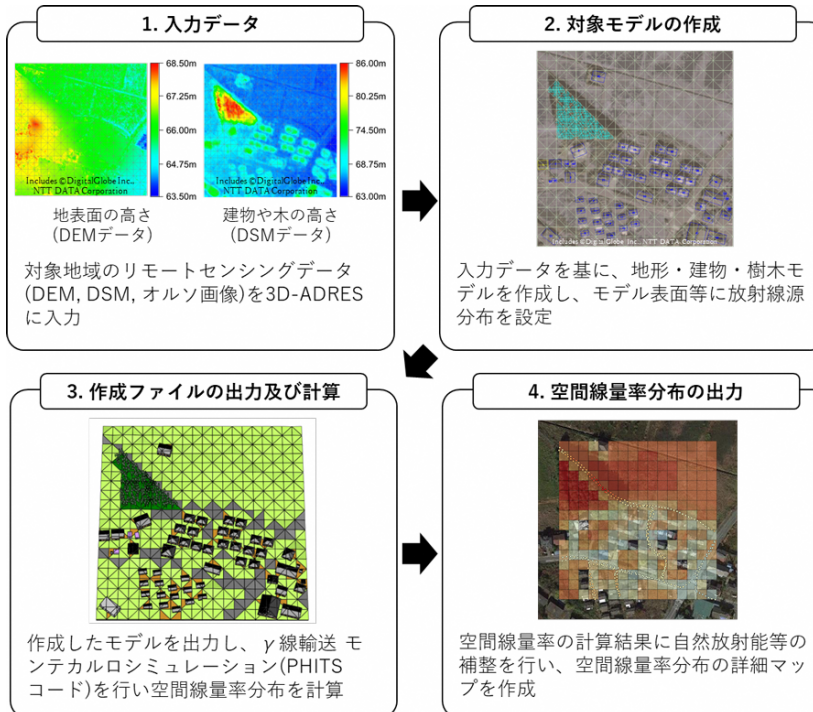 1. 入力データ
68.50m
67.25m
66.00m
64.75m
63.50m
Includes ©DigitalGlobe Inc.,
NTT DATA Corporation
地表面の高さ
(DEMデータ)
86.00m
80.25m
74.50m
68.75m
63.00m
Includes ©DigitalGlobe Inc.,
NTT DATA Corporation
建物や木の高さ
(DSMデータ)
対象地域のリモートセンシングデータ
(DEM, DSM, オルソ画像)を3D-ADRES
に入力
2. 対象モデルの作成
Includes ©DigitalGlobe Inc., NTT DATA Corporation
入力データを基に、地形・建物・樹木モ
デルを作成し、モデル表面等に放射線源
分布を設定
3. 作成ファイルの出力及び計算
作成したモデルを出力し、γ線輸送 モ
ンテカルロシミュレーション(PHITS
コード)を行い空間線量率分布を計算
4. 空間線量率分布の出力
空間線量率の計算結果に自然放射能等の
補整を行い、空間線量率分布の詳細マッ
プを作成